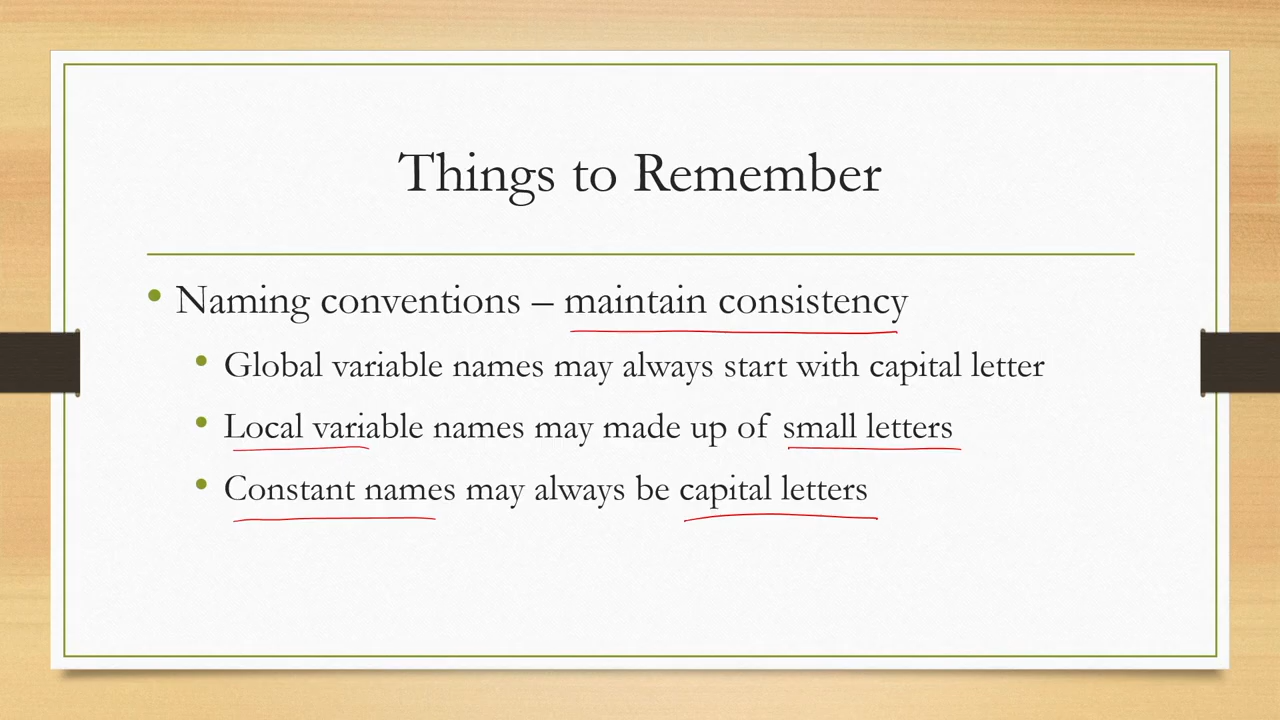 Things to Remember
• Naming conventions – maintain consistency
• Global variable names may always start with capital letter
• Local variable names may made up of small letters
• Constant names may always be capital letters